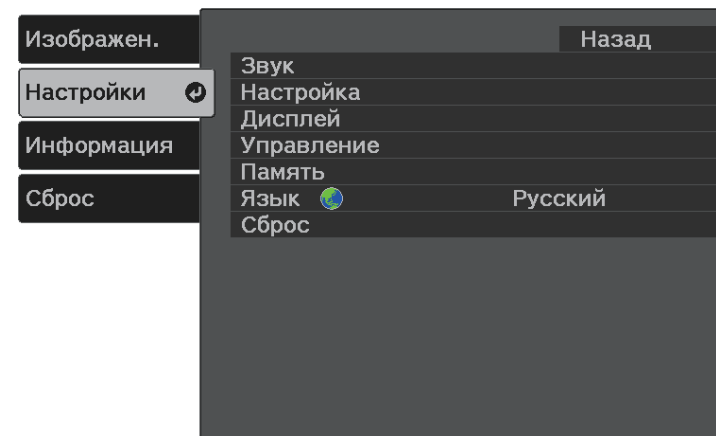 Изображен.
Настройки
Информация
Сброс
Назад
Звук
Настройка
Дисплей
Управление
Память
Язык Русский
Сброс